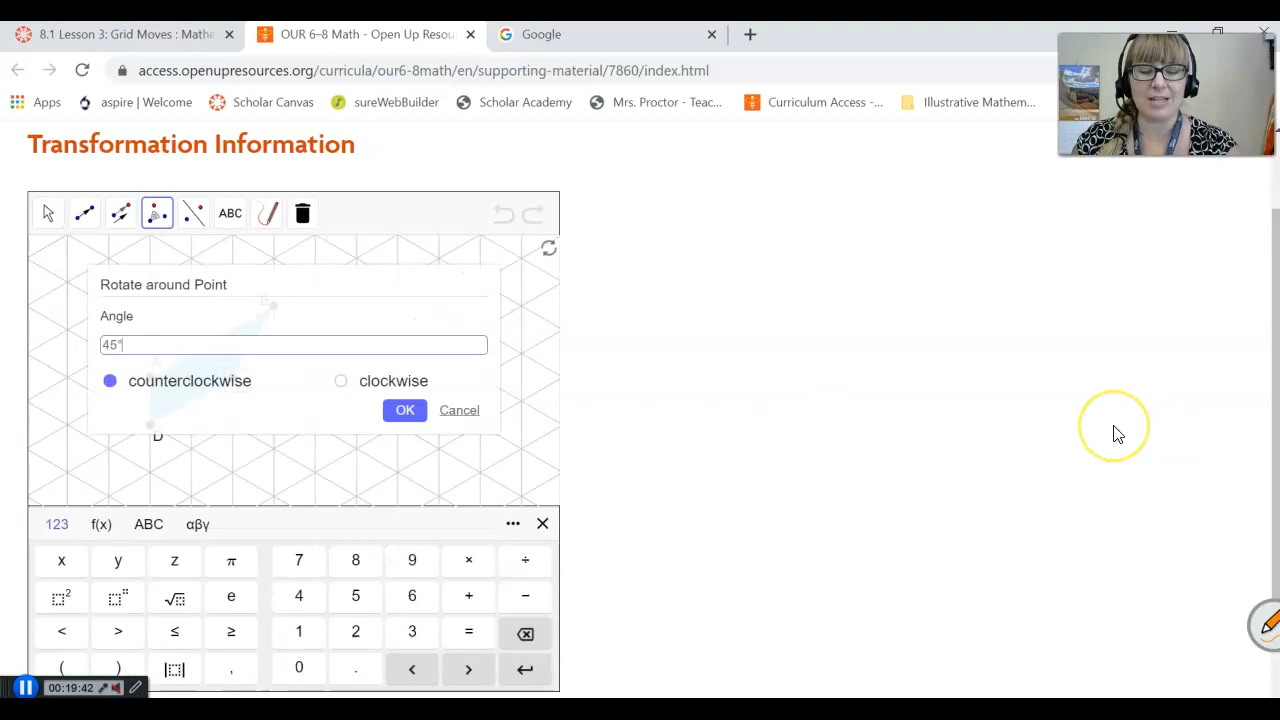 8.1 Lesson 3: Grid Moves : Mathe
OUR 6–8 Math - Open Up Resou
Google
access.openupresources.org/curricula/our6-8math/en/supporting-material/7860/index.html
Apps
aspire | Welcome
Scholar Canvas
sureWebBuilder
Scholar Academy
Mrs. Proctor - Teac...
Curriculum Access -...
Illustrative Mathem...
Transformation Information
ABC
Rotate around Point
Angle
45°
counterclockwise
clockwise
OK
Cancel
D
123 f(x) ABC αβγ
x y z π 7 8 9 × ÷
e 4 5 6 + −
< > ≤ ≥ 1 2 3 =
( ) , 0 . < >
00:19:42